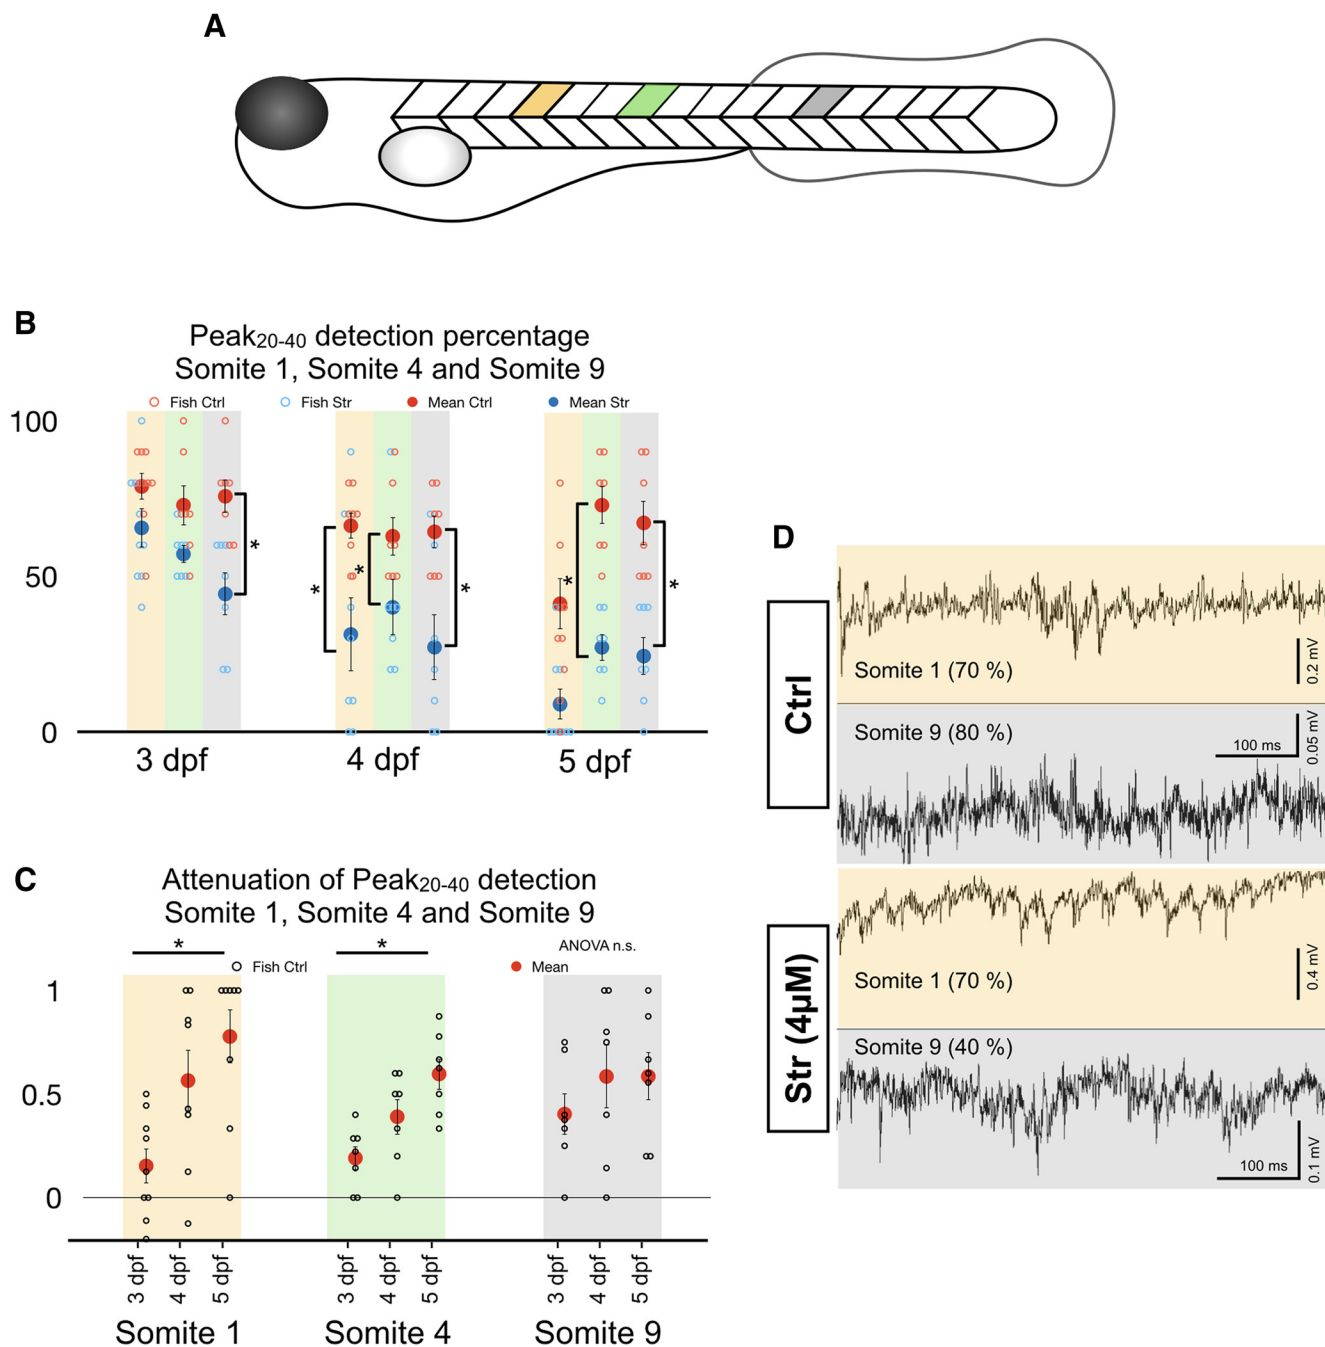 A
B
Peak20-40 detection percentage
Somite 1, Somite 4 and Somite 9
Fish Ctrl Fish Str Mean Ctrl Mean Str
100
50
0
* * * * * *
3 dpf 4 dpf 5 dpf
C
Attenuation of Peak20-40 detection
Somite 1, Somite 4 and Somite 9
* * ANOVA n.s.
Fish Ctrl Mean
1
0.5
0
3 dpf 4 dpf 5 dpf 3 dpf 4 dpf 5 dpf 3 dpf 4 dpf 5 dpf
Somite 1 Somite 4 Somite 9
D
Ctrl
Somite 1 (70 %)
0.2 mV
Somite 9 (80 %)
100 ms
0.05 mV
Str (4µM)
Somite 1 (70 %)
0.4 mV
Somite 9 (40 %)
100 ms
0.1 mV